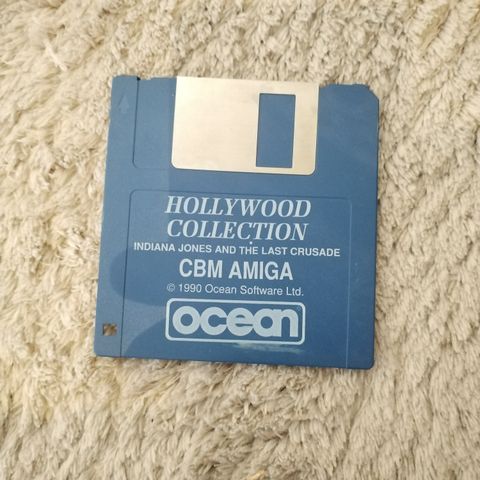 HOLLYWOOD
COLLECTION
INDIANA JONES AND THE LAST CRUSADE
CBM AMIGA
© 1990 Ocean Software Ltd.
ocean